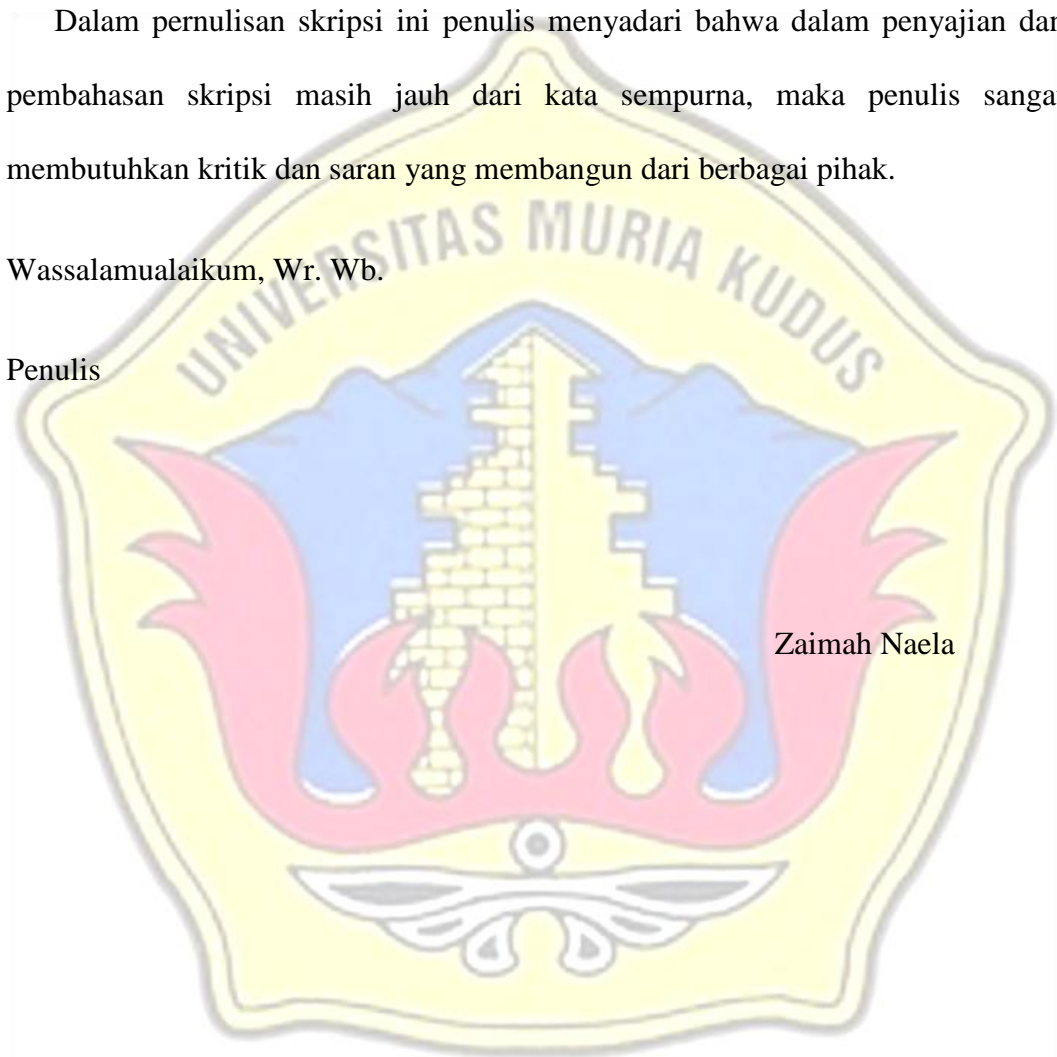 Dalam pernulisan skripsi ini penulis menyadari bahwa dalam penyajian dan
pembahasan skripsi masih jauh dari kata sempurna, maka penulis sangat
membutuhkan kritik dan saran yang membangun dari berbagai pihak.
UNIVERSITAS MURIA KUDUS
Wassalamualaikum, Wr. Wb.
Penulis
Zaimah Naela